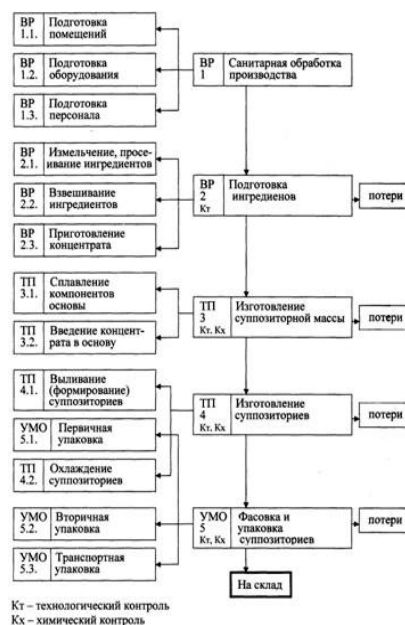 ВР 1.1. Подготовка
помещений
ВР 1.2. Подготовка
оборудования
ВР 1.3. Подготовка
персонала
ВР 1 Санитарная обработка
производства
ВР 2.1. Измельчение, просе-
ивание ингредиентов
ВР 2.2. Взвешивание
ингредиентов
ВР 2.3. Приготовление
концентрата
ВР 2 Кт Подготовка
ингредиенов
потери
ТП 3.1. Сплавление
компонентов
основы
ТП 3.2. Введение концент-
рата в основу
ТП 3 Кт, Кх Изготовление
суппозиторной массы
потери
ТП 4.1. Выливание
(формирование)
суппозиториев
УМО 5.1. Первичная
упаковка
ТП 4.2. Охлаждение
суппозиториев
ТП 4 Кт, Кх Изготовление
суппозиториев
потери
УМО 5.2. Вторичная
упаковка
УМО 5.3. Транспортная
упаковка
УМО 5 Кт, Кх Фасовка и
упаковка
суппозиториев
потери
На склад
Кт – технологический контроль
Кх – химический контроль